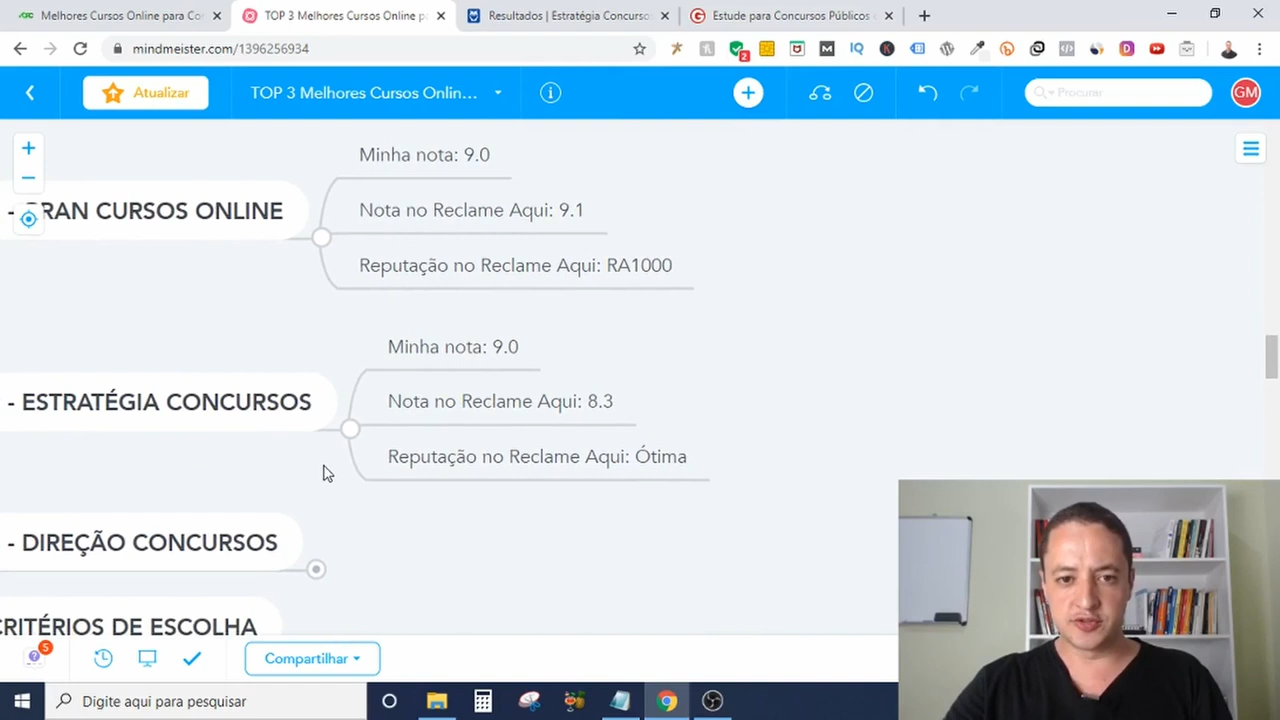 Melhores Cursos Online para Co
TOP 3 Melhores Cursos Online p
Resultados | Estratégia Concurso
Estude para Concursos Públicos
mindmeister.com/1396256934
2
M
IQ
K
Atualizar
TOP 3 Melhores Cursos Onlin...
Procurar
GM
Minha nota: 9.0
- GRAN CURSOS ONLINE
Nota no Reclame Aqui: 9.1
Reputação no Reclame Aqui: RA1000
Minha nota: 9.0
- ESTRATÉGIA CONCURSOS
Nota no Reclame Aqui: 8.3
Reputação no Reclame Aqui: Ótima
- DIREÇÃO CONCURSOS
CRITÉRIOS DE ESCOLHA
5
Compartilhar
Digite aqui para pesquisar